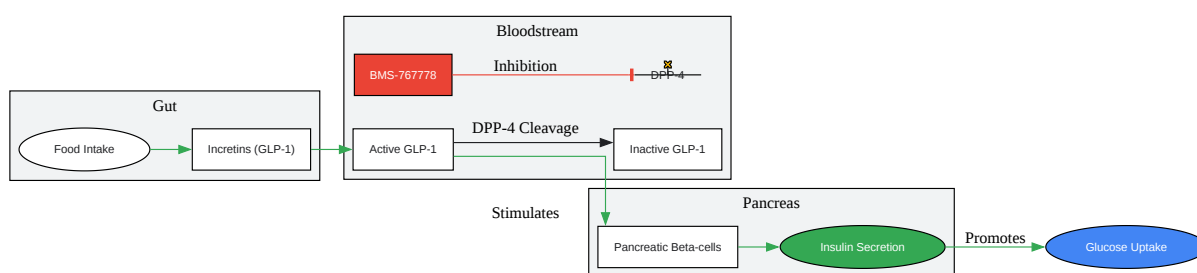 Bloodstream
BMS-767778
Inhibition
DPP-4
Gut
Food Intake
Incretins (GLP-1)
Active GLP-1
DPP-4 Cleavage
Inactive GLP-1
Stimulates
Pancreas
Pancreatic Beta-cells
Insulin Secretion
Promotes
Glucose Uptake